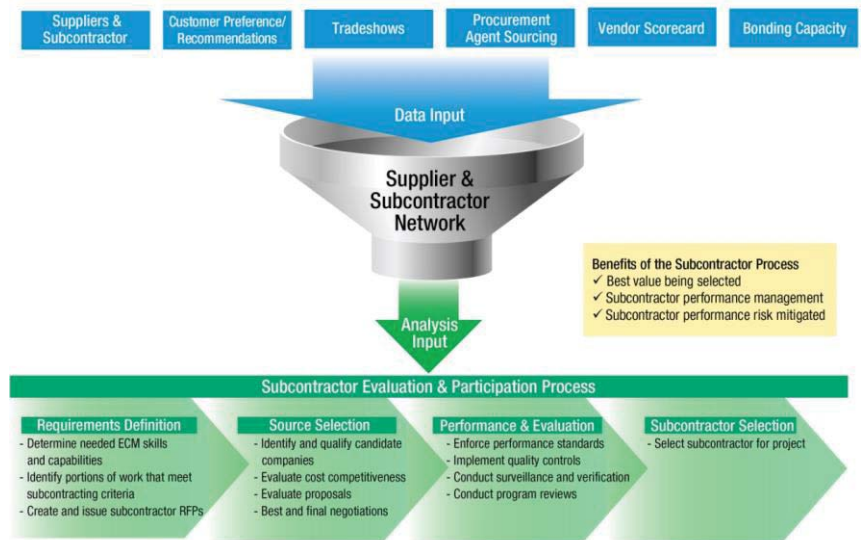 Suppliers &
Subcontractor
Customer Preference/
Recommendations
Tradeshows
Procurement
Agent Sourcing
Vendor Scorecard
Bonding Capacity
Data Input
Supplier &
Subcontractor
Network
Benefits of the Subcontractor Process
✓ Best value being selected
✓ Subcontractor performance management
✓ Subcontractor performance risk mitigated
Analysis
Input
Subcontractor Evaluation & Participation Process
Requirements Definition
- Determine needed ECM skills
and capabilities
- Identify portions of work that meet
subcontracting criteria
- Create and issue subcontractor RFPs
Source Selection
- Identify and qualify candidate
companies
- Evaluate cost competitiveness
- Evaluate proposals
- Best and final negotiations
Performance & Evaluation
- Enforce performance standards
- Implement quality controls
- Conduct surveillance and verification
- Conduct program reviews
Subcontractor Selection
- Select subcontractor for project